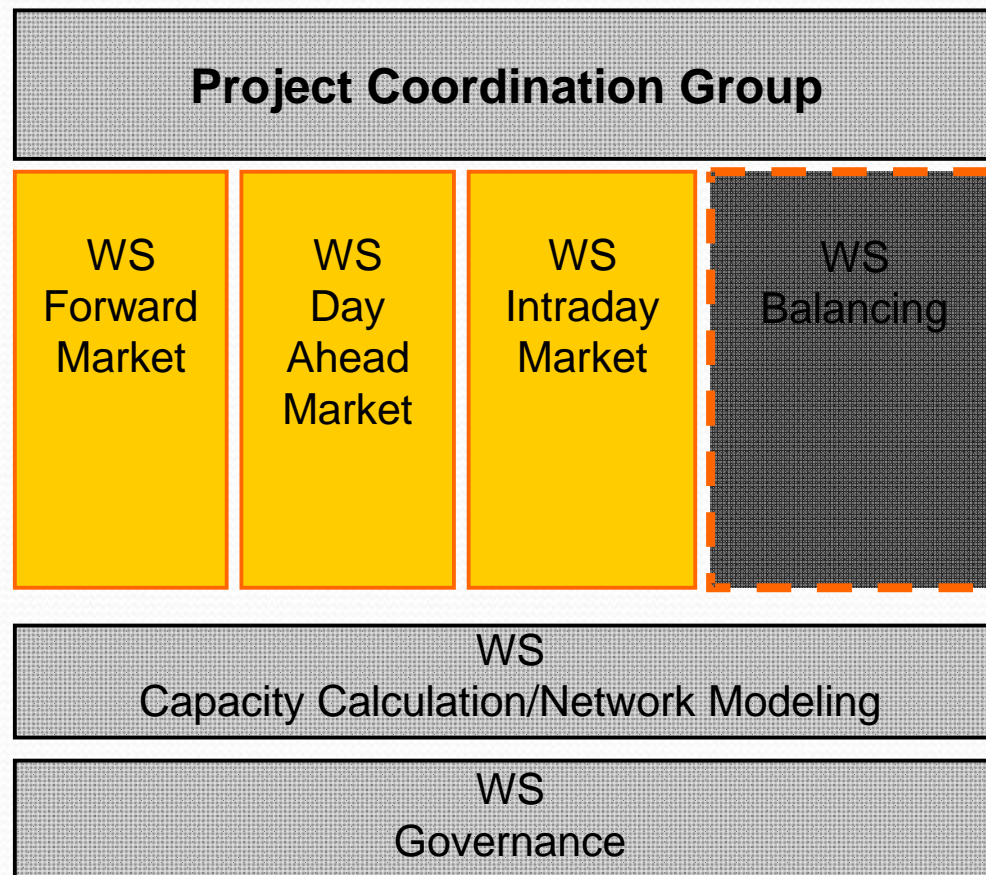 Project Coordination Group
WS
Forward
Market
WS
Day
Ahead
Market
WS
Intraday
Market
WS
Balancing
WS
Capacity Calculation/Network Modeling
WS
Governance